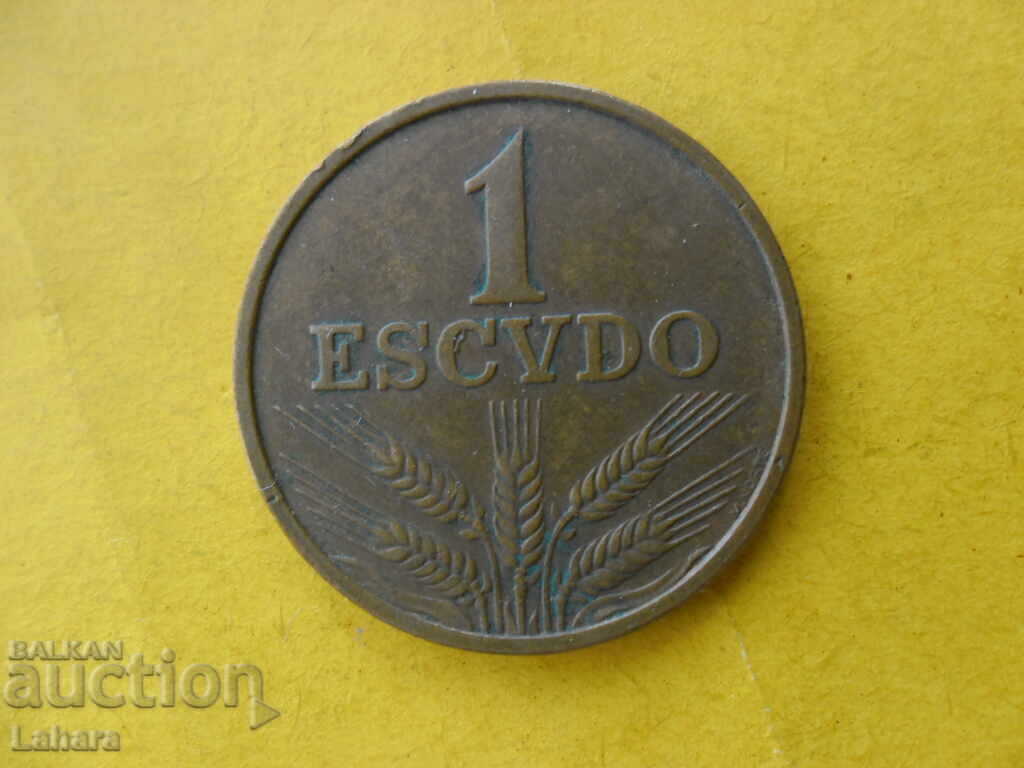 1
ESCVDO
BALKAN
auction
Lahara